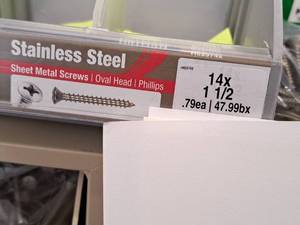 Stainless Steel
Sheet Metal Screws | Oval Head | Phillips
14x
1 1/2
.79ea | 47.99bx